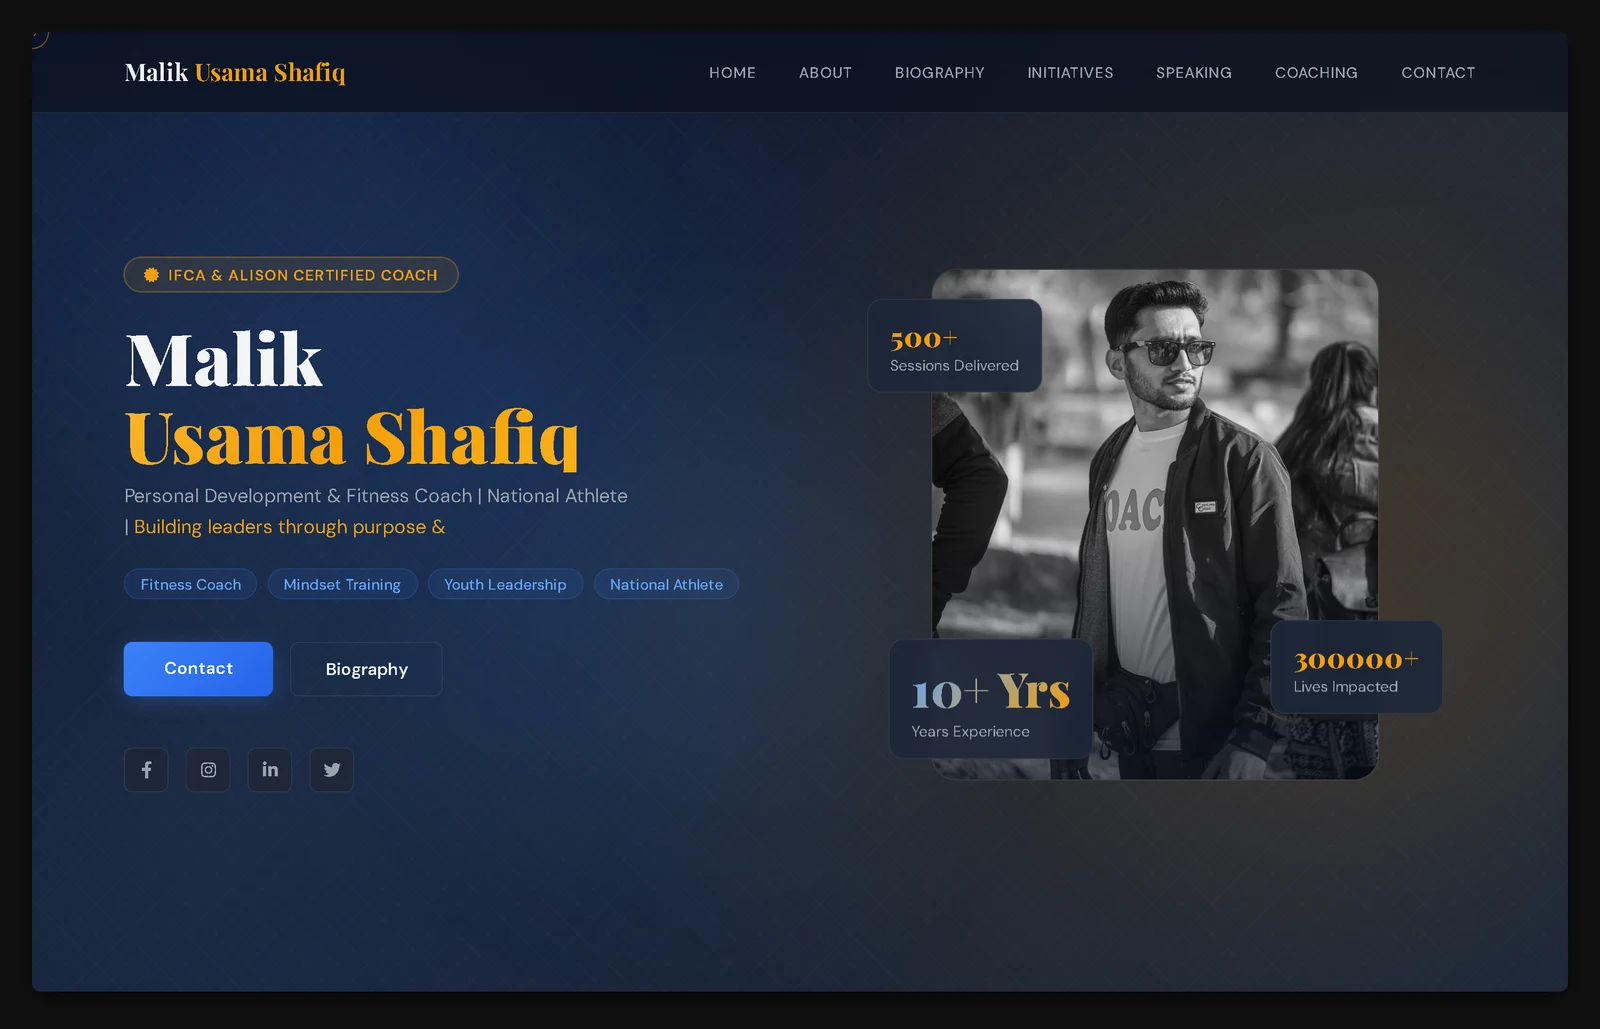 Malik Usama Shafiq
HOME ABOUT BIOGRAPHY INITIATIVES SPEAKING COACHING CONTACT
IFCA & ALISON CERTIFIED COACH
Malik
Usama Shafiq
Personal Development & Fitness Coach | National Athlete
| Building leaders through purpose &
Fitness Coach Mindset Training Youth Leadership National Athlete
Contact Biography
500+
Sessions Delivered
OAC
10+ Yrs
Years Experience
300000+
Lives Impacted